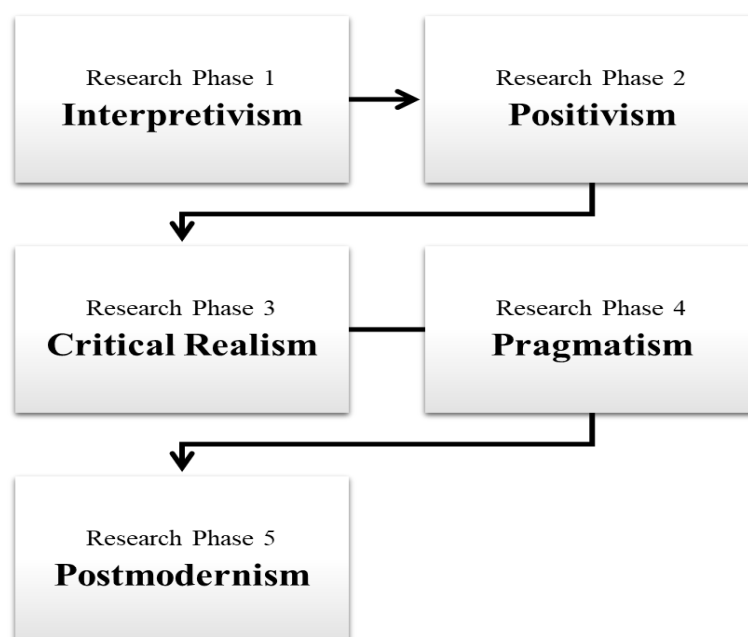 Research Phase 1
Interpretivism
Research Phase 2
Positivism
Research Phase 3
Critical Realism
Research Phase 4
Pragmatism
Research Phase 5
Postmodernism